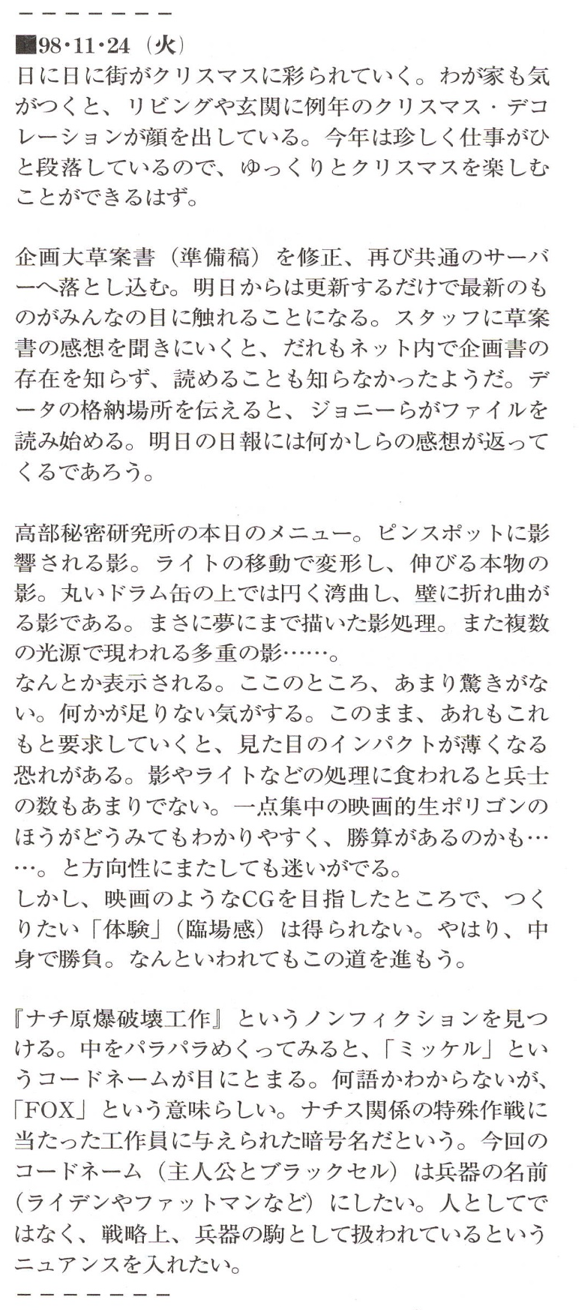 －－－－－－－
■98・11・24（火）
日に日に街がクリスマスに彩られていく。わが家も気
がつくと、リビングや玄関に例年のクリスマス・デコ
レーションが顔を出している。今年は珍しく仕事がひ
と段落しているので、ゆっくりとクリスマスを楽しむ
ことができるはず。

企画大草案書（準備稿）を修正、再び共通のサーバ
ーへ落とし込む。明日からは更新するだけで最新のも
のがみんなの目に触れることになる。スタッフに草案
書の感想を聞きにいくと、だれもネット内で企画書の
存在を知らず、読めることも知らなかったようだ。デ
ータの格納場所を伝えると、ジョニーらがファイルを
読み始める。明日の日報には何かしらの感想が返って
くるであろう。

高部秘密研究所の本日のメニュー。ピンスポットに影
響される影。ライトの移動で変形し、伸びる本物の
影。丸いドラム缶の上では円く湾曲し、壁に折れ曲が
る影である。まさに夢にまで描いた影処理。また複数
の光源で現われる多重の影……。
なんとか表示される。ここのところ、あまり驚きがな
い。何かが足りない気がする。このまま、あれもこれ
もと要求していくと、見た目のインパクトが薄くなる
恐れがある。影やライトなどの処理に食われると兵士
の数もあまりでない。一点集中の映画的生ポリゴンの
ほうがどうみてもわかりやすく、勝算があるのかも…
…。と方向性にまたしても迷いがでる。
しかし、映画のようなCGを目指したところで、つく
りたい「体験」（臨場感）は得られない。やはり、中
身で勝負。なんといわれてもこの道を進もう。

『ナチ原爆破壊工作』というノンフィクションを見つ
ける。中をパラパラめくってみると、「ミッケル」とい
うコードネームが目にとまる。何語かわからないが、
「FOX」という意味らしい。ナチス関係の特殊作戦に
当たった工作員に与えられた暗号名だという。今回の
コードネーム（主人公とブラックセル）は兵器の名前
（ライデンやファットマンなど）にしたい。人としてで
はなく、戦略上、兵器の駒として扱われているという
ニュアンスを入れたい。
－－－－－－－